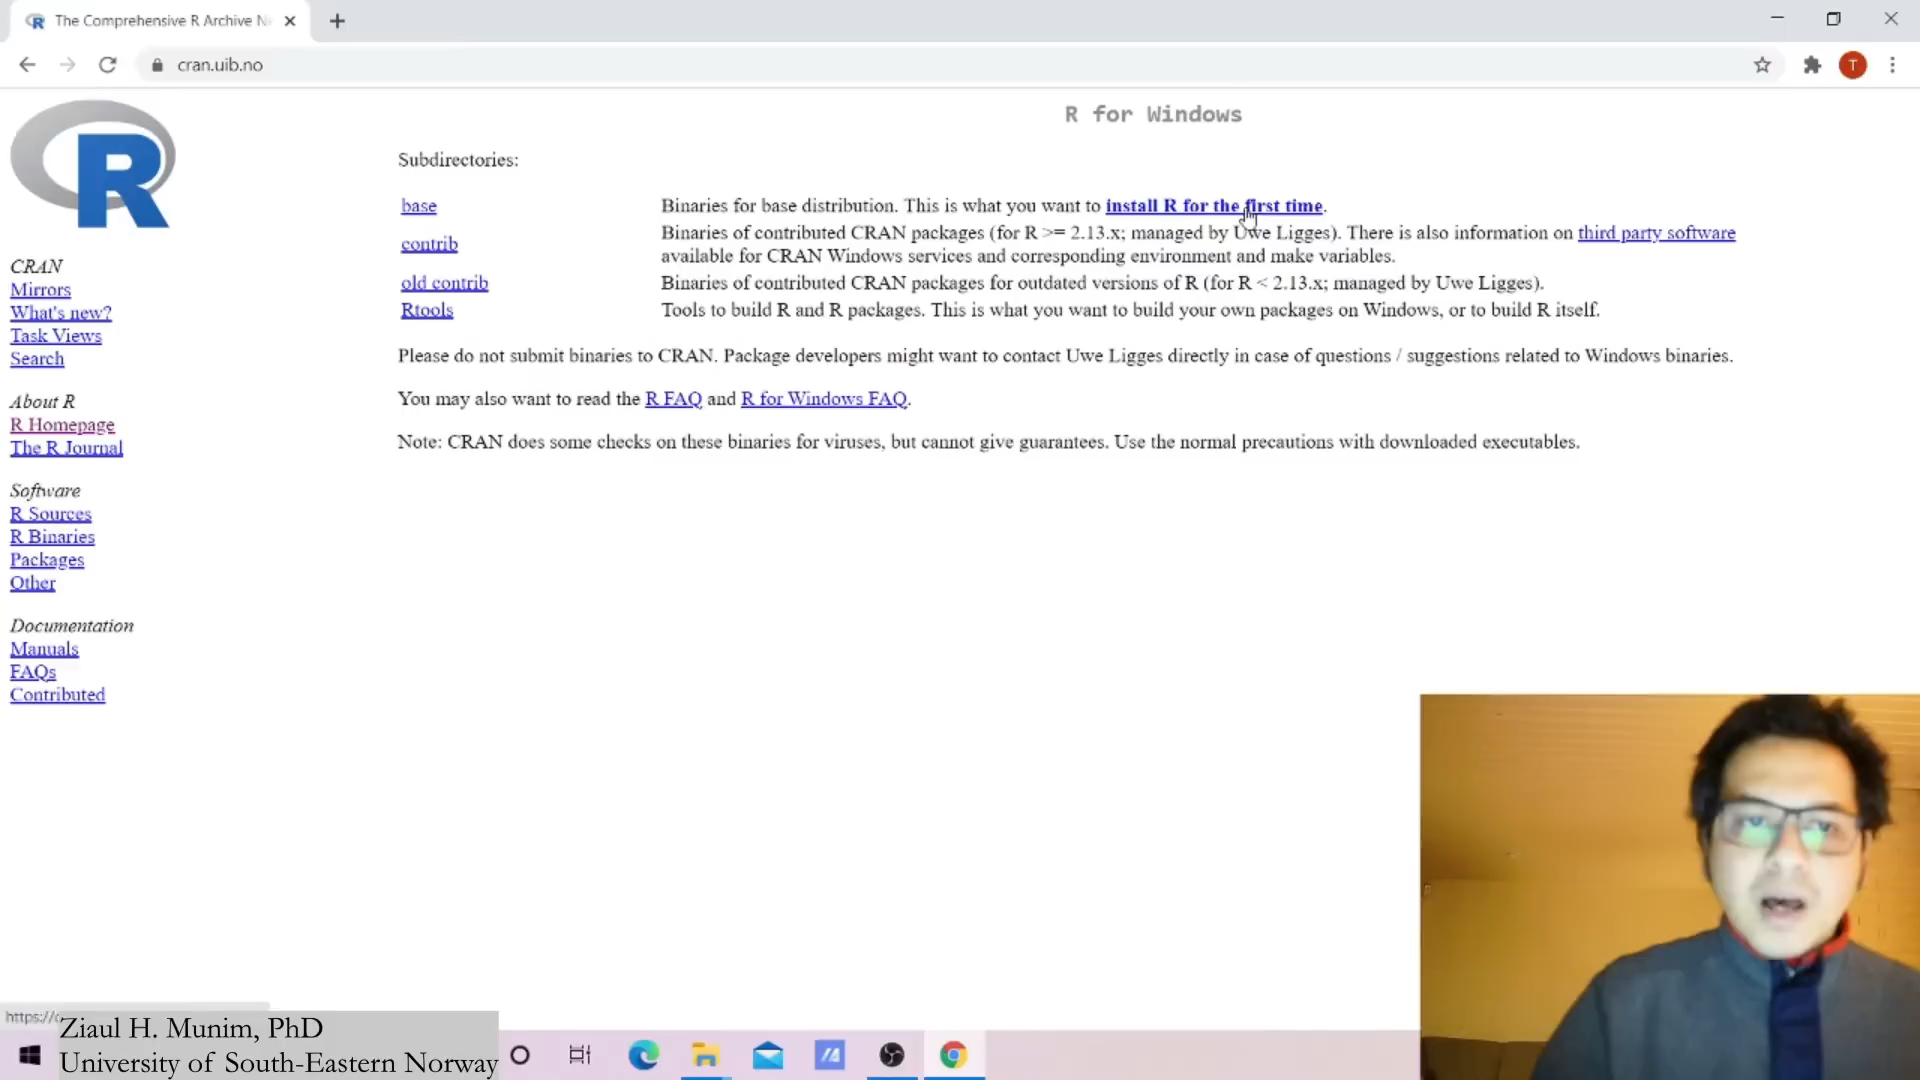 The Comprehensive R Archive Ne
cran.uib.no
R
CRAN
Mirrors
What's new?
Task Views
Search
About R
R Homepage
The R Journal
Software
R Sources
R Binaries
Packages
Other
Documentation
Manuals
FAQs
Contributed
R for Windows
Subdirectories:
base Binaries for base distribution. This is what you want to install R for the first time.
contrib Binaries of contributed CRAN packages (for R >= 2.13.x; managed by Uwe Ligges). There is also information on third party software
available for CRAN Windows services and corresponding environment and make variables.
old contrib Binaries of contributed CRAN packages for outdated versions of R (for R < 2.13.x; managed by Uwe Ligges).
Rtools Tools to build R and R packages. This is what you want to build your own packages on Windows, or to build R itself.
Please do not submit binaries to CRAN. Package developers might want to contact Uwe Ligges directly in case of questions / suggestions related to Windows binaries.
You may also want to read the R FAQ and R for Windows FAQ.
Note: CRAN does some checks on these binaries for viruses, but cannot give guarantees. Use the normal precautions with downloaded executables.
T
https://c
Ziaul H. Munim, PhD
University of South-Eastern Norway